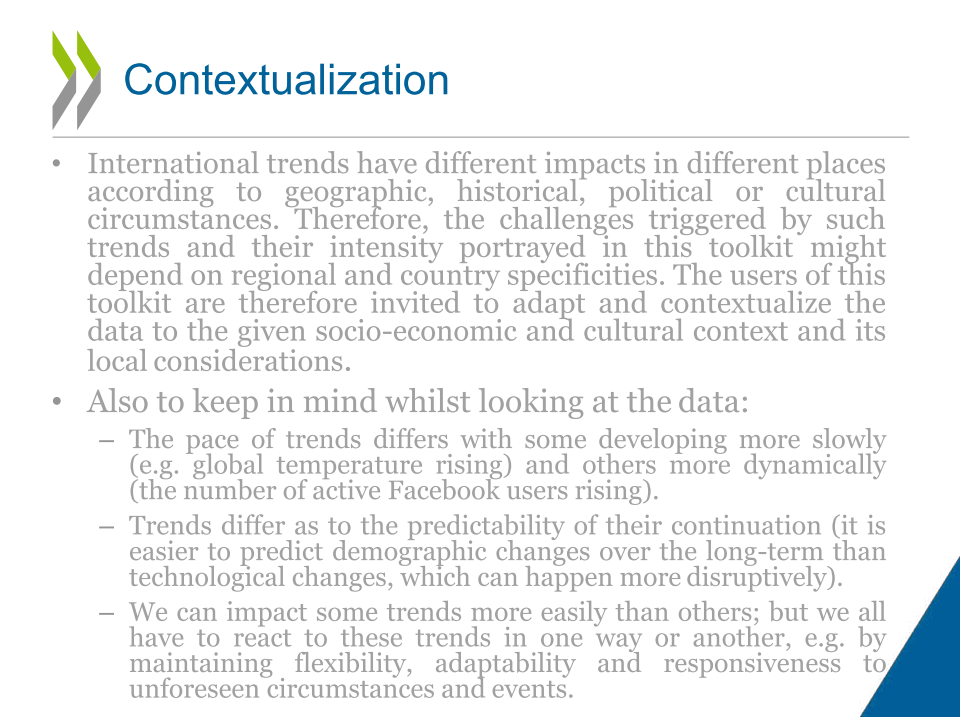 Contextualization
• International trends have different impacts in different places
according to geographic, historical, political or cultural
circumstances. Therefore, the challenges triggered by such
trends and their intensity portrayed in this toolkit might
depend on regional and country specificities. The users of this
toolkit are therefore invited to adapt and contextualize the
data to the given socio-economic and cultural context and its
local considerations.
• Also to keep in mind whilst looking at the data:
– The pace of trends differs with some developing more slowly
(e.g. global temperature rising) and others more dynamically
(the number of active Facebook users rising).
– Trends differ as to the predictability of their continuation (it is
easier to predict demographic changes over the long-term than
technological changes, which can happen more disruptively).
– We can impact some trends more easily than others; but we all
have to react to these trends in one way or another, e.g. by
maintaining flexibility, adaptability and responsiveness to
unforeseen circumstances and events.